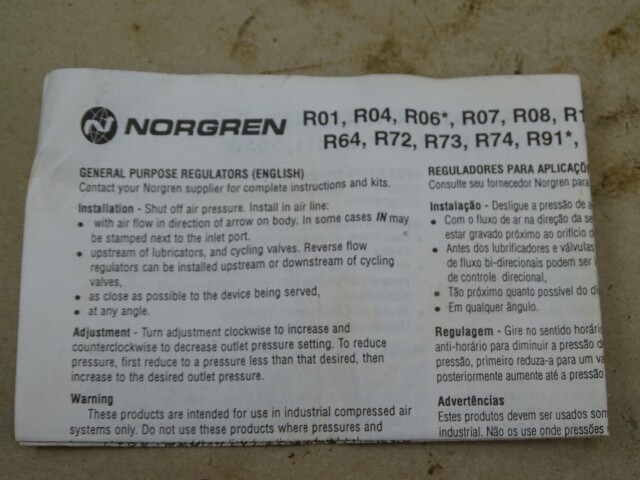 NORGREN
R01, R04, R06*, R07, R08, R1
R64, R72, R73, R74, R91*,
GENERAL PURPOSE REGULATORS (ENGLISH)
Contact your Norgren supplier for complete instructions and kits.
Installation - Shut off air pressure. Install in air line:
• with air flow in direction of arrow on body. In some cases IN may
be stamped next to the inlet port.
• upstream of lubricators, and cycling valves. Reverse flow
regulators can be installed upstream or downstream of cycling
valves,
• as close as possible to the device being served,
• at any angle.
Adjustment - Turn adjustment clockwise to increase and
counterclockwise to decrease outlet pressure setting. To reduce
pressure, first reduce to a pressure less than that desired, then
increase to the desired outlet pressure.
Warning
These products are intended for use in industrial compressed air
systems only. Do not use these products where pressures and
REGULADORES PARA APLICAÇÕ
Consulte seu fornecedor Norgren para
Instalação - Desligue a pressão de a
• Com o fluxo de ar na direção da se
estar gravado próximo ao orifício d
• Antes dos lubrificadores e válvulas
de fluxo bi-direcionais podem ser
de controle direcional,
• Tão próximo quanto possível do di
• Em qualquer ângulo.
Regulagem - Gire no sentido horári
anti-horário para diminuir a pressão d
pressão, primeiro reduza-a para um va
posteriormente aumente até a pressão
Advertências
Estes produtos devem ser usados som
industrial. Não os use onde pressões